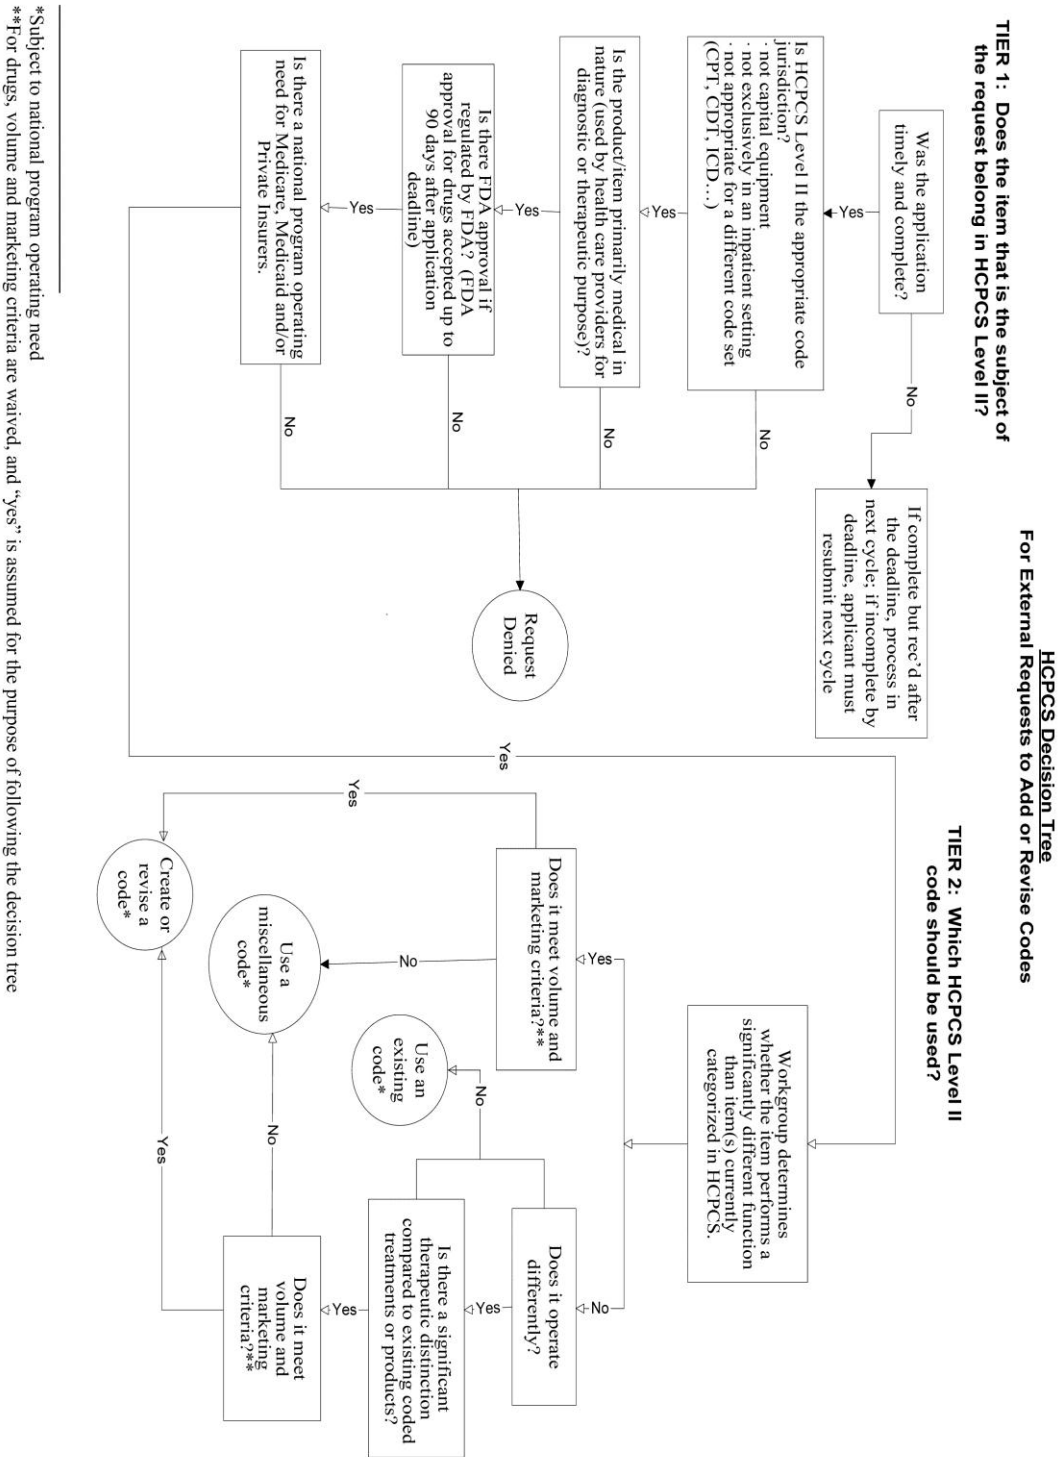 HCPCS Decision Tree
For External Requests to Add or Revise Codes
TIER 1: Does the item that is the subject of
the request belong in HCPCS Level II?
Was the application
timely and complete?
No
If complete but rec'd after
the deadline, process in
next cycle; if incomplete by
deadline, applicant must
resubmit next cycle
Yes
Is HCPCS Level II the appropriate code
jurisdiction?
· not capital equipment
· not exclusively in an inpatient setting
· not appropriate for a different code set
(CPT, CDT, ICD...)
No
Yes
Is the product/item primarily medical in
nature (used by health care providers for
diagnostic or therapeutic purpose)?
No
Yes
Is there FDA approval if
regulated by FDA? (FDA
approval for drugs accepted up to
90 days after application
deadline)
No
Yes
Is there a national program operating
need for Medicare, Medicaid and/or
Private Insurers.
No
Request
Denied
Yes
TIER 2: Which HCPCS Level II
code should be used?
Workgroup determines
whether the item performs a
significantly different function
than item(s) currently
categorized in HCPCS.
Yes
No
Does it meet volume and
marketing criteria?**
Does it operate
differently?
Yes
No
No
Yes
Use an
existing
code*
Is there a significant
therapeutic distinction
compared to existing coded
treatments or products?
Yes
Use a
miscellaneous
code*
No
Does it meet
volume and
marketing
criteria?**
Create or
revise a
code*
Yes
*Subject to national program operating need
**For drugs, volume and marketing criteria are waived, and “yes” is assumed for the purpose of following the decision tree